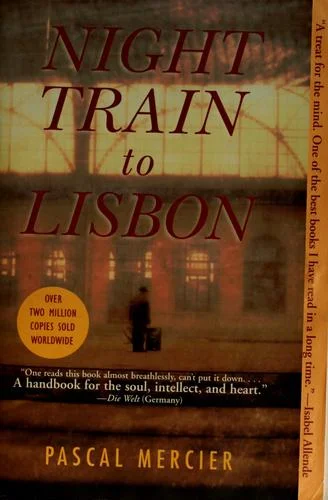 NIGHT
TRAIN
to
LISBON
OVER
TWO MILLION
COPIES SOLD
WORLDWIDE
"One reads this book almost breathlessly, can't put it down. . . .
A handbook for the soul, intellect, and heart."
—Die Welt (Germany)
PASCAL MERCIER
"A treat for the mind. One of the best books I have read in a long time."—Isabel Allende